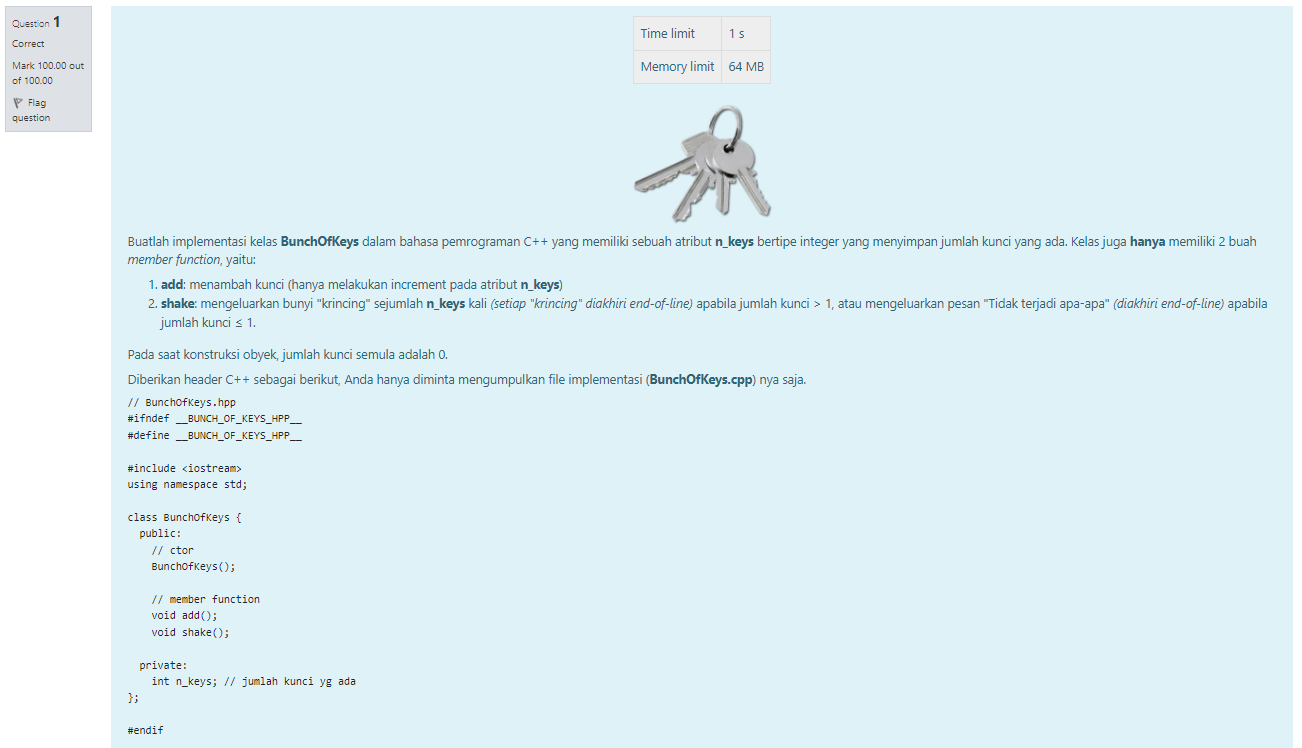 Question 1
Correct
Mark 100.00 out
of 100.00
Flag
question
Time limit 1 s
Memory limit 64 MB
Buatlah implementasi kelas BunchOfKeys dalam bahasa pemrograman C++ yang memiliki sebuah atribut n_keys bertipe integer yang menyimpan jumlah kunci yang ada. Kelas juga hanya memiliki 2 buah
member function, yaitu:
1. add: menambah kunci (hanya melakukan increment pada atribut n_keys)
2. shake: mengeluarkan bunyi "krincing" sejumlah n_keys kali (setiap "krincing" diakhiri end-of-line) apabila jumlah kunci > 1, atau mengeluarkan pesan "Tidak terjadi apa-apa" (diakhiri end-of-line) apabila
jumlah kunci ≤ 1.
Pada saat konstruksi obyek, jumlah kunci semula adalah 0.
Diberikan header C++ sebagai berikut, Anda hanya diminta mengumpulkan file implementasi (BunchOfKeys.cpp) nya saja.
// BunchOfKeys.hpp
#ifndef __BUNCH_OF_KEYS_HPP__
#define __BUNCH_OF_KEYS_HPP__
#include <iostream>
using namespace std;
class BunchOfKeys {
public:
// ctor
BunchOfKeys();
// member function
void add();
void shake();
private:
int n_keys; // jumlah kunci yg ada
};
#endif